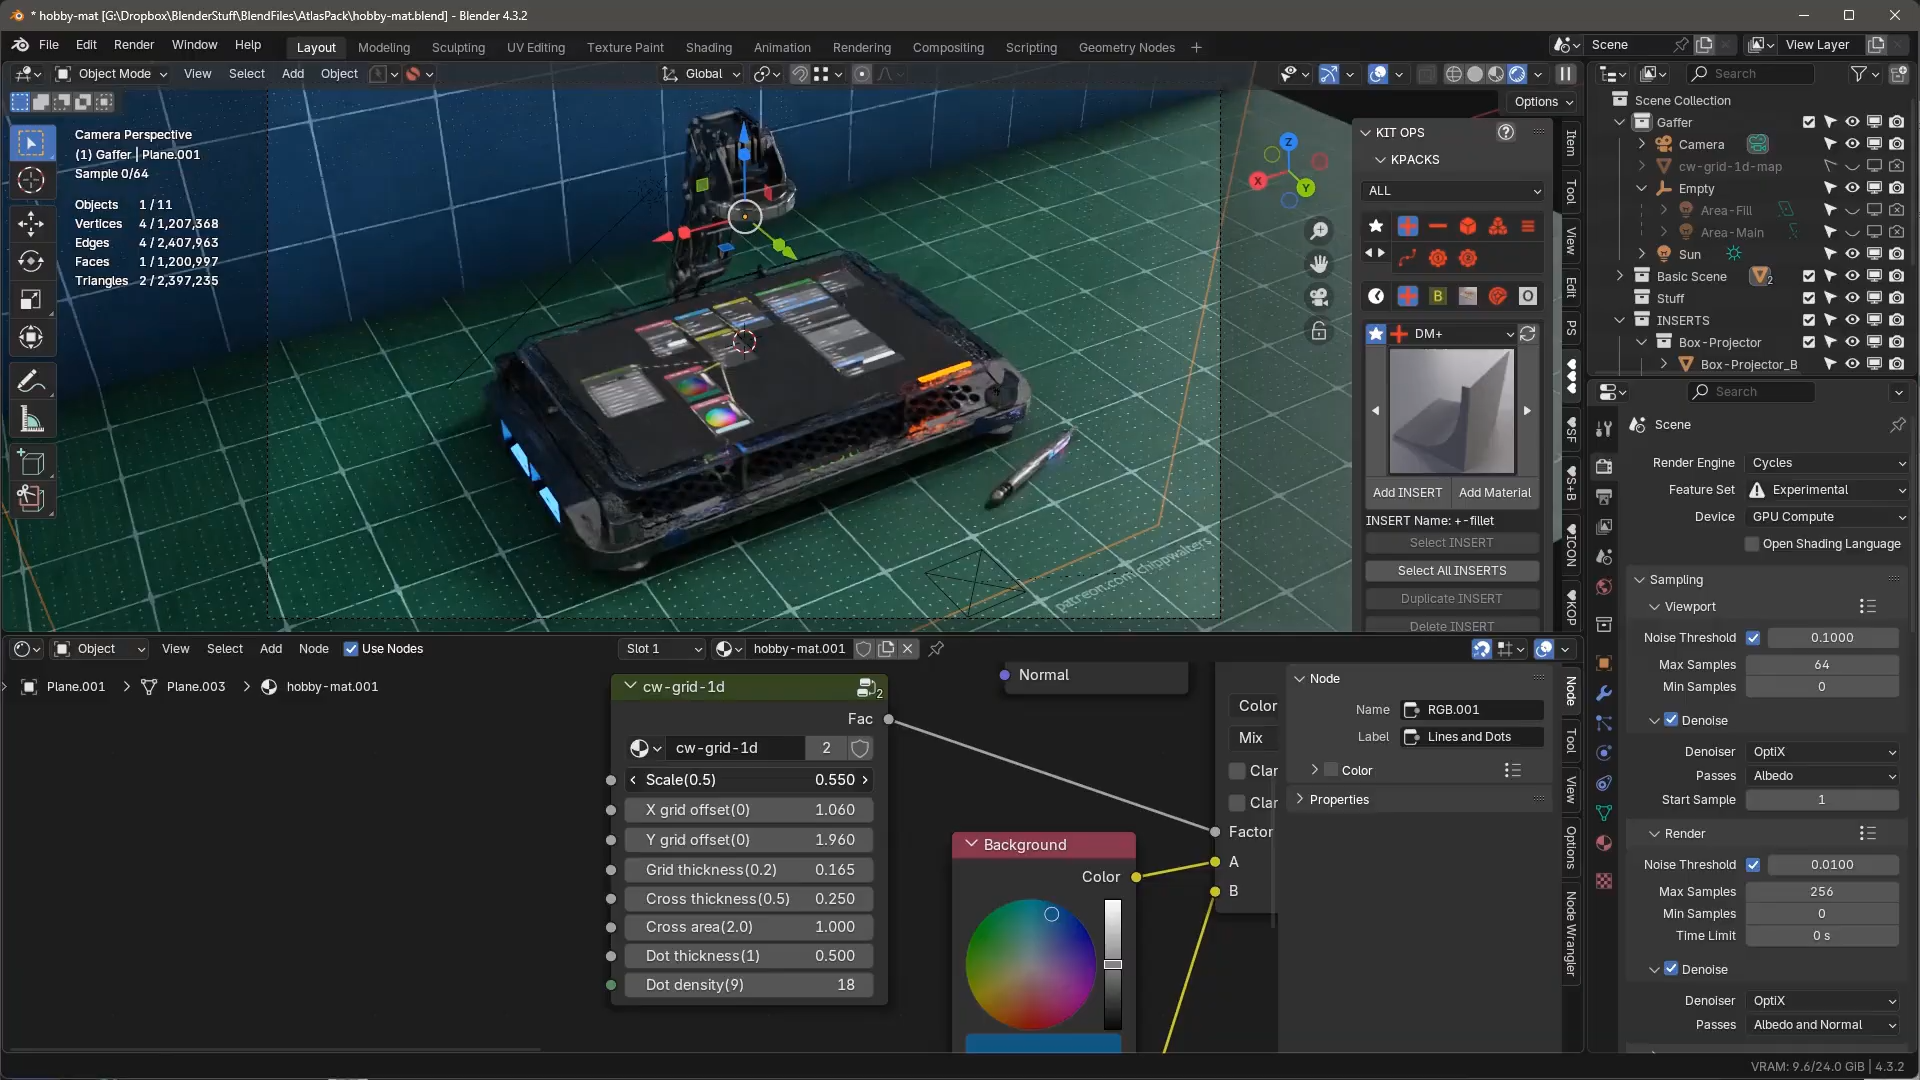 * hobby-mat [G:\Dropbox\BlenderStuff\BlendFiles\AtlasPack\hobby-mat.blend] - Blender 4.3.2
File Edit Render Window Help
Layout Modeling Sculpting UV Editing Texture Paint Shading Animation Rendering Compositing Scripting Geometry Nodes +
Scene View Layer
Object Mode View Select Add Object Global
Search
Options
Camera Perspective
(1) Gaffer | Plane.001
Sample 0/64
Objects 1 / 11
Vertices 4 / 1,207,368
Edges 4 / 2,407,963
Faces 1 / 1,200,997
Triangles 2 / 2,397,235
Z
X
Y
patreon.com/chippwalters
KIT OPS
KPACKS
ALL
B
O
DM+
Add INSERT Add Material
INSERT Name: +-fillet
Select INSERT
Select All INSERTS
Duplicate INSERT
Delete INSERT
Item
Tool
View
Edit
PS
SF
S+B
ICON
KOP
Scene Collection
Gaffer
Camera
cw-grid-1d-map
Empty
Area-Fill
Area-Main
Sun
Basic Scene 2
Stuff
INSERTS
Box-Projector
Box-Projector_B
Search
Scene
Render Engine Cycles
Feature Set Experimental
Device GPU Compute
Open Shading Language
Sampling
Viewport
Noise Threshold 0.1000
Max Samples 64
Min Samples 0
Denoise
Denoiser OptiX
Passes Albedo
Start Sample 1
Render
Noise Threshold 0.0100
Max Samples 256
Min Samples 0
Time Limit 0 s
Denoise
Denoiser OptiX
Passes Albedo and Normal
Object View Select Add Node Use Nodes Slot 1 hobby-mat.001
Plane.001 > Plane.003 > hobby-mat.001
cw-grid-1d 2
Fac
cw-grid-1d 2
Scale(0.5) 0.550
X grid offset(0) 1.060
Y grid offset(0) 1.960
Grid thickness(0.2) 0.165
Cross thickness(0.5) 0.250
Cross area(2.0) 1.000
Dot thickness(1) 0.500
Dot density(9) 18
Normal
Background
Color
Color
Mix
Clar
Clar
Factor
A
B
Node
Name RGB.001
Label Lines and Dots
Color
Properties
Node
Tool
View
Options
Node Wrangler
VRAM: 9.6/24.0 GiB | 4.3.2